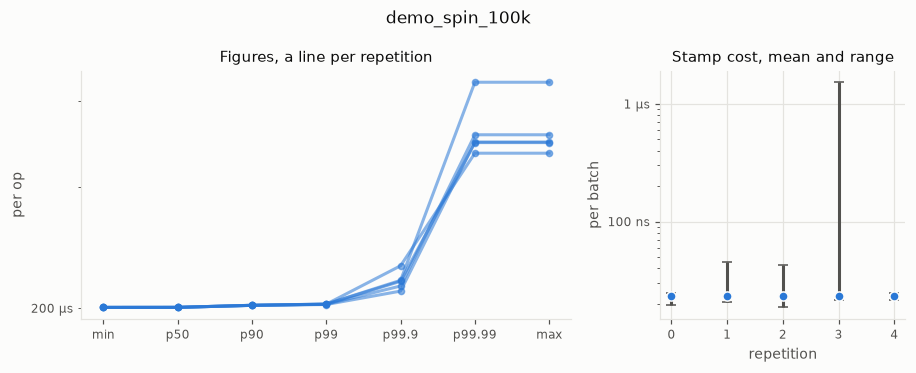 demo_spin_100k
Figures, a line per repetition
Stamp cost, mean and range
per op
200 µs
min p50 p90 p99 p99.9 p99.99 max
per batch
1 µs
100 ns
0 1 2 3 4
repetition